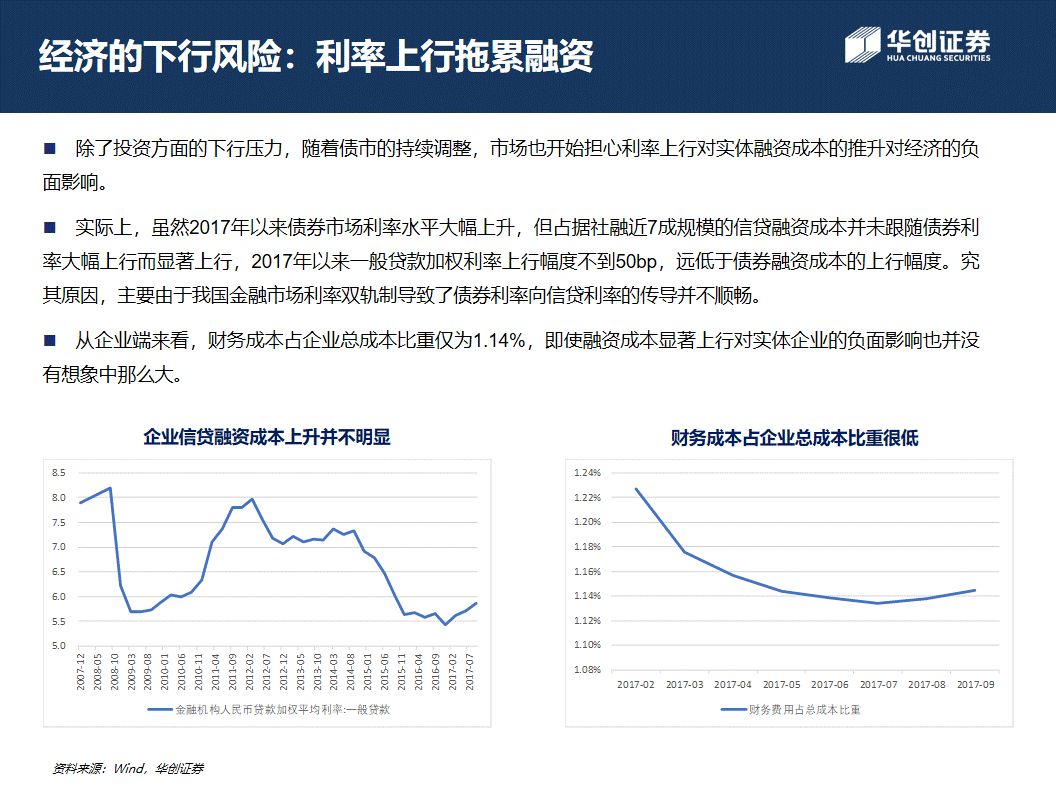 经济的下行风险：利率上行拖累融资
华创证券
HUA CHUANG SECURITIES
■ 除了投资方面的下行压力，随着债市的持续调整，市场也开始担心利率上行对实体融资成本的推升对经济的负
面影响。
■ 实际上，虽然2017年以来债券市场利率水平大幅上升，但占据社融近7成规模的信贷融资成本并未跟随债券利
率大幅上行而显著上行，2017年以来一般贷款加权利率上行幅度不到50bp，远低于债券融资成本的上行幅度。究
其原因，主要由于我国金融市场利率双轨制导致了债券利率向信贷利率的传导并不顺畅。
■ 从企业端来看，财务成本占企业总成本比重仅为1.14%，即使融资成本显著上行对实体企业的负面影响也并没
有想象中那么大。
企业信贷融资成本上升并不明显
8.5
8.0
7.5
7.0
6.5
6.0
5.5
5.0
2007-12
2008-05
2008-10
2009-03
2009-08
2010-01
2010-06
2010-11
2011-04
2011-09
2012-02
2012-07
2012-12
2013-05
2013-10
2014-03
2014-08
2015-01
2015-06
2015-11
2016-04
2016-09
2017-02
2017-07
金融机构人民币贷款加权平均利率:一般贷款
财务成本占企业总成本比重很低
1.24%
1.22%
1.20%
1.18%
1.16%
1.14%
1.12%
1.10%
1.08%
2017-02 2017-03 2017-04 2017-05 2017-06 2017-07 2017-08 2017-09
财务费用占总成本比重
资料来源：Wind，华创证券